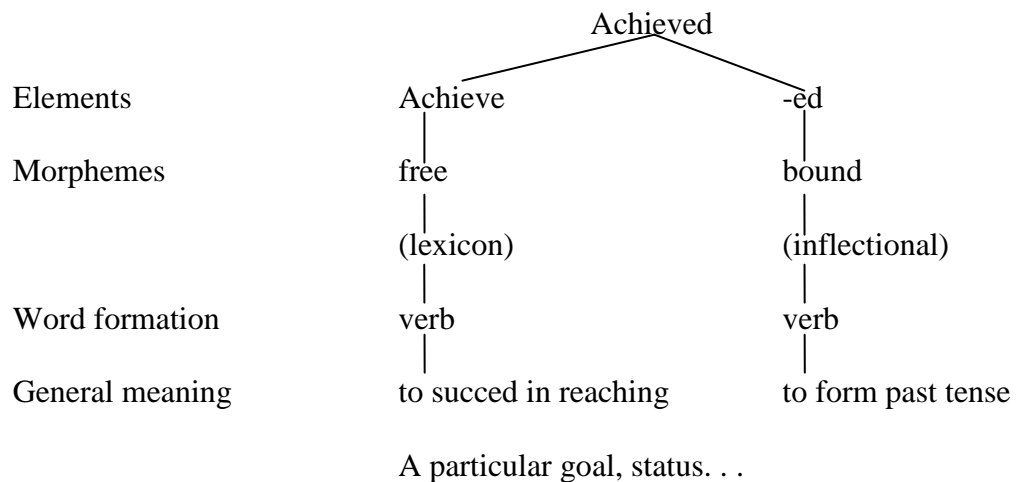 Achieved
Elements Achieve -ed
Morphemes free bound
(lexicon) (inflectional)
Word formation verb verb
General meaning to succed in reaching to form past tense
A particular goal, status. . .